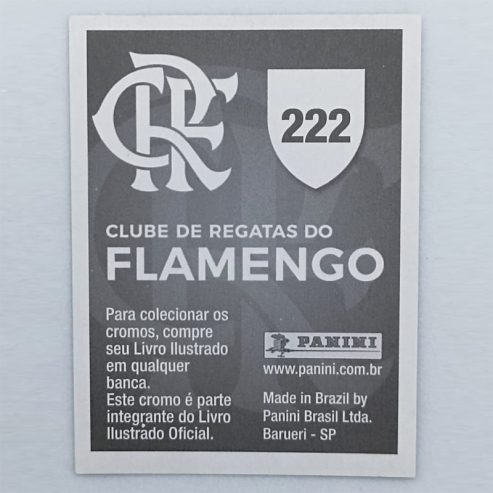 CRF
222
CLUBE DE REGATAS DO
FLAMENGO
Para colecionar os
cromos, compre
seu Livro Ilustrado
em qualquer
banca.
Este cromo é parte
integrante do Livro
Ilustrado Oficial.
PANINI
www.panini.com.br
Made in Brazil by
Panini Brasil Ltda.
Barueri - SP